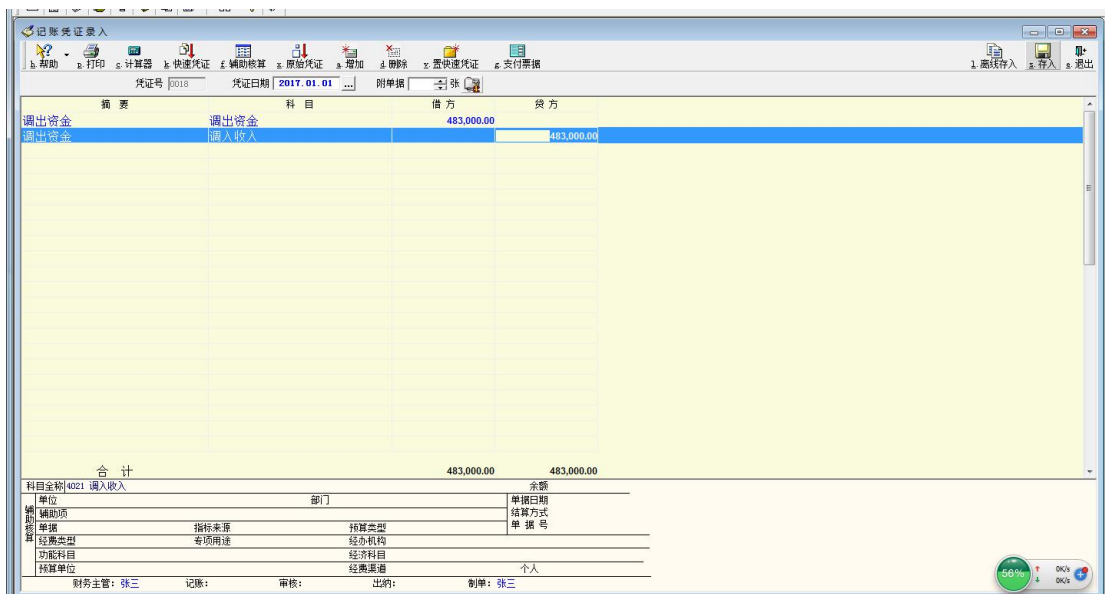 记账凭证录入
h.帮助 p.打印 c.计算器 k.快速凭证 f.辅助核算 x.原始凭证 a.增加 d.删除 z.置快速凭证 g.支付票据 l.离线存入 s.存入 e.退出
凭证号 0018 凭证日期 2017.01.01 ... 附单据 张
摘 要 科 目 借 方 贷 方
调出资金 调出资金 483,000.00
调出资金 调入收入 483,000.00
合 计 483,000.00 483,000.00
科目全称 4021 调入收入 余额
辅助核算
单位 部门 单据日期
辅助项 结算方式
单据 指标来源 预算类型 单 据 号
经费类型 专项用途 经办机构
功能科目 经济科目
预算单位 经费渠道 个人
财务主管: 张三 记账: 审核: 出纳: 制单: 张三
56% 0K/s
0K/s